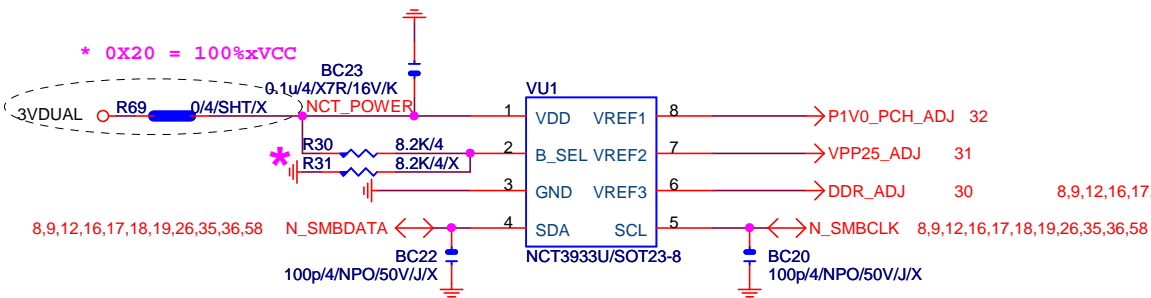 * 0X20 = 100%xVCC
BC23
0.1u/4/X7R/16V/K
VU1
3VDUAL R69 0/4/SHT/X NCT_POWER 1 VDD VREF1 8 P1V0_PCH_ADJ 32
* R30 8.2K/4 2 B_SEL VREF2 7 VPP25_ADJ 31
R31 8.2K/4/X
3 GND VREF3 6 DDR_ADJ 30 8,9,12,16,17,
8,9,12,16,17,18,19,26,35,36,58 N_SMBDATA 4 SDA SCL 5 N_SMBCLK 8,9,12,16,17,18,19,26,35,36,58
BC22 NCT3933U/SOT23-8 BC20
100p/4/NPO/50V/J/X 100p/4/NPO/50V/J/X